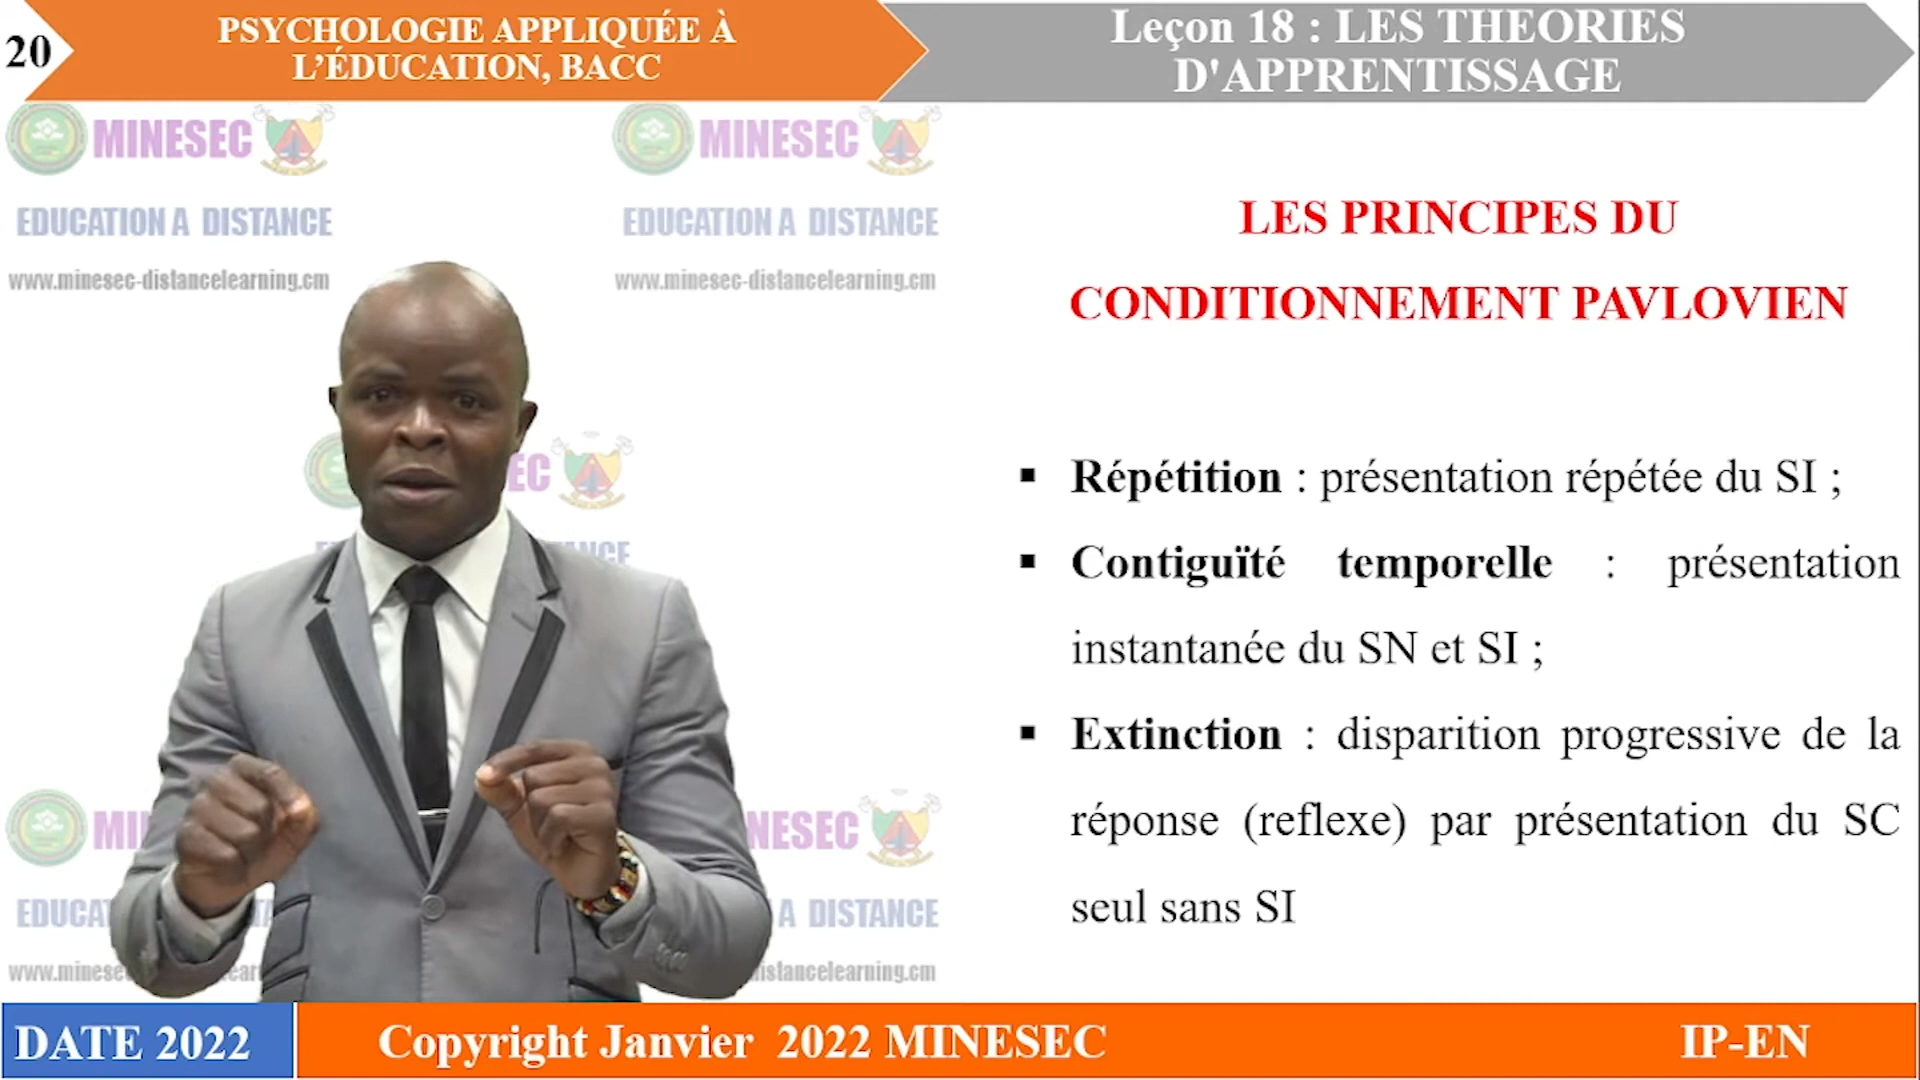 20
PSYCHOLOGIE APPLIQUÉE À
L’ÉDUCATION, BACC
Leçon 18 : LES THEORIES
D'APPRENTISSAGE
MINESEC
EDUCATION A DISTANCE
www.minesec-distancelearning.cm
MINESEC
EDUCATION A DISTANCE
www.minesec-distancelearning.cm
LES PRINCIPES DU
CONDITIONNEMENT PAVLOVIEN
▪ Répétition : présentation répétée du SI ;
▪ Contiguïté temporelle : présentation
instantanée du SN et SI ;
▪ Extinction : disparition progressive de la
réponse (reflexe) par présentation du SC
seul sans SI
DATE 2022
Copyright Janvier 2022 MINESEC
IP-EN